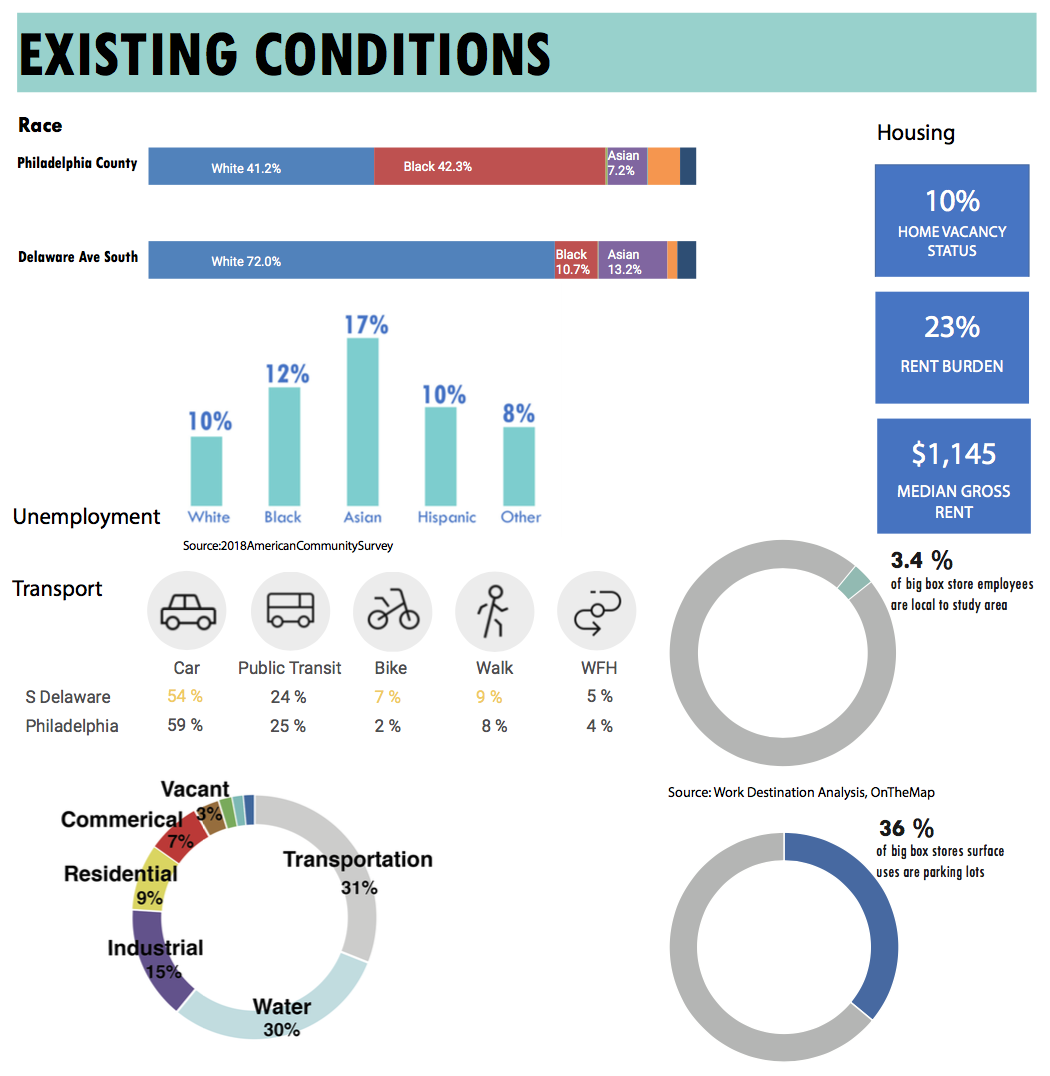 EXISTING CONDITIONS
Race
Philadelphia County
White 41.2%
Black 42.3%
Asian
7.2%
Delaware Ave South
White 72.0%
Black
10.7%
Asian
13.2%
Housing
10%
HOME VACANCY
STATUS
23%
RENT BURDEN
$1,145
MEDIAN GROSS
RENT
Unemployment
10%
12%
17%
10%
8%
White
Black
Asian
Hispanic
Other
Source:2018AmericanCommunitySurvey
Transport
Car
Public Transit
Bike
Walk
WFH
S Delaware
54 %
24 %
7 %
9 %
5 %
Philadelphia
59 %
25 %
2 %
8 %
4 %
3.4 %
of big box store employees
are local to study area
Source: Work Destination Analysis, OnTheMap
Vacant
3%
Commerical
7%
Residential
9%
Industrial
15%
Water
30%
Transportation
31%
36 %
of big box stores surface
uses are parking lots